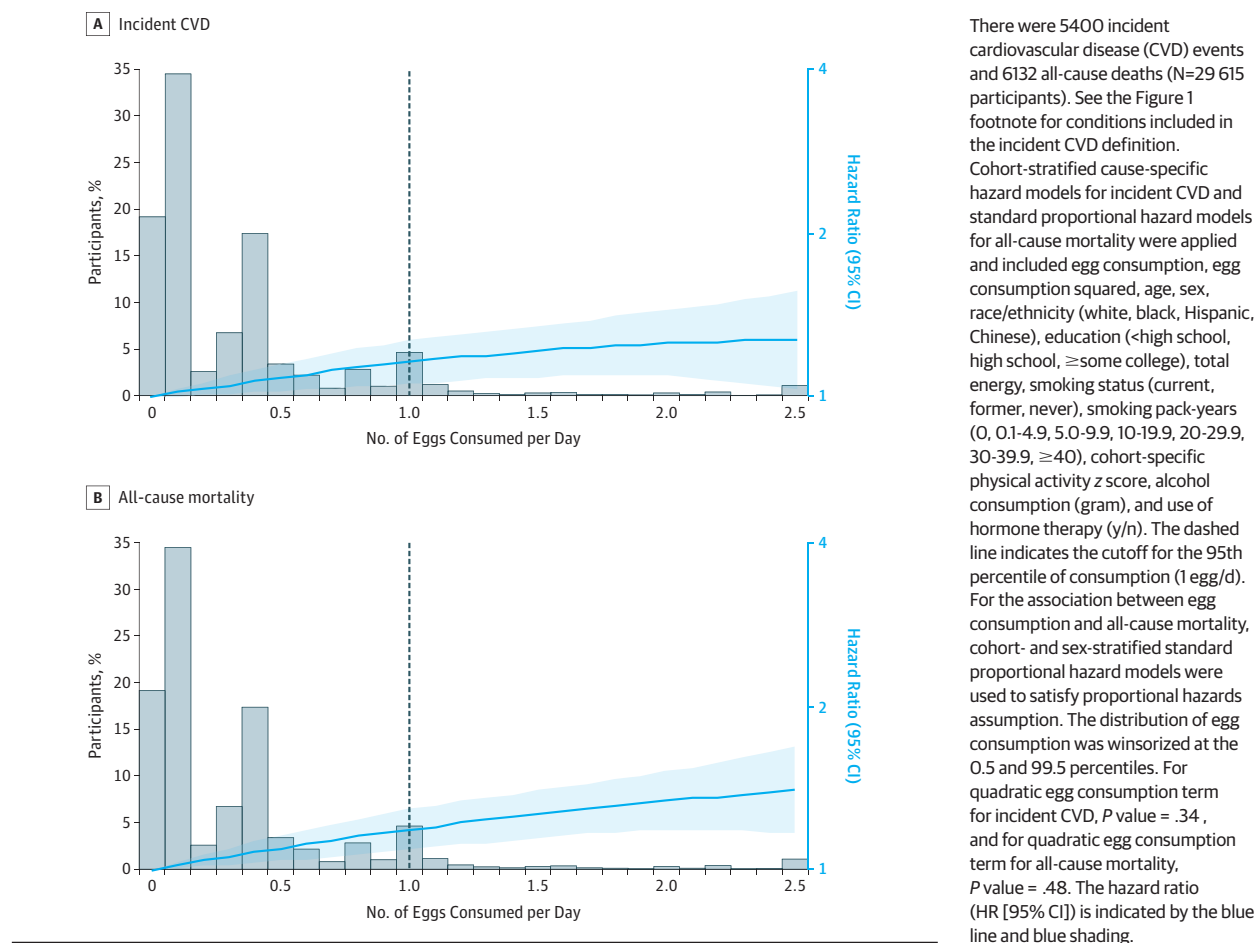 A Incident CVD
35
30
25
20
15
10
5
0
Participants, %
4
2
1
Hazard Ratio (95% CI)
0 0.5 1.0 1.5 2.0 2.5
No. of Eggs Consumed per Day
B All-cause mortality
35
30
25
20
15
10
5
0
Participants, %
4
2
1
Hazard Ratio (95% CI)
0 0.5 1.0 1.5 2.0 2.5
No. of Eggs Consumed per Day
There were 5400 incident
cardiovascular disease (CVD) events
and 6132 all-cause deaths (N=29 615
participants). See the Figure 1
footnote for conditions included in
the incident CVD definition.
Cohort-stratified cause-specific
hazard models for incident CVD and
standard proportional hazard models
for all-cause mortality were applied
and included egg consumption, egg
consumption squared, age, sex,
race/ethnicity (white, black, Hispanic,
Chinese), education (<high school,
high school, ≥some college), total
energy, smoking status (current,
former, never), smoking pack-years
(0, 0.1-4.9, 5.0-9.9, 10-19.9, 20-29.9,
30-39.9, ≥40), cohort-specific
physical activity z score, alcohol
consumption (gram), and use of
hormone therapy (y/n). The dashed
line indicates the cutoff for the 95th
percentile of consumption (1 egg/d).
For the association between egg
consumption and all-cause mortality,
cohort- and sex-stratified standard
proportional hazard models were
used to satisfy proportional hazards
assumption. The distribution of egg
consumption was winsorized at the
0.5 and 99.5 percentiles. For
quadratic egg consumption term
for incident CVD, P value = .34 ,
and for quadratic egg consumption
term for all-cause mortality,
P value = .48. The hazard ratio
(HR [95% CI]) is indicated by the blue
line and blue shading.